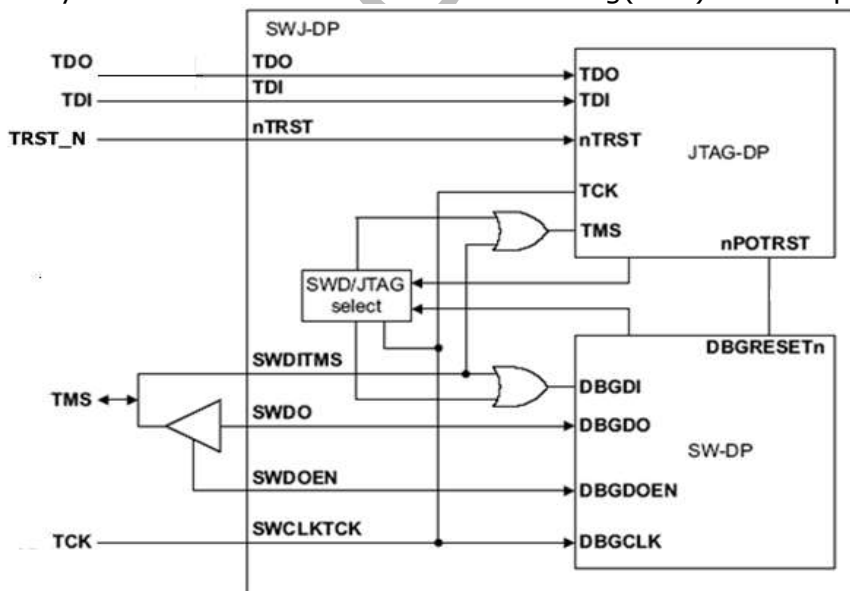 SWJ-DP
TDO
TDO
TDO
TDI
TDI
TDI
TRST_N
nTRST
nTRST
JTAG-DP
TCK
TMS
nPOTRST
SWD/JTAG
select
DBGRESETn
SWDITMS
DBGDI
TMS
SWDO
DBGDO
SW-DP
SWDOEN
DBGDOEN
TCK
SWCLKTCK
DBGCLK